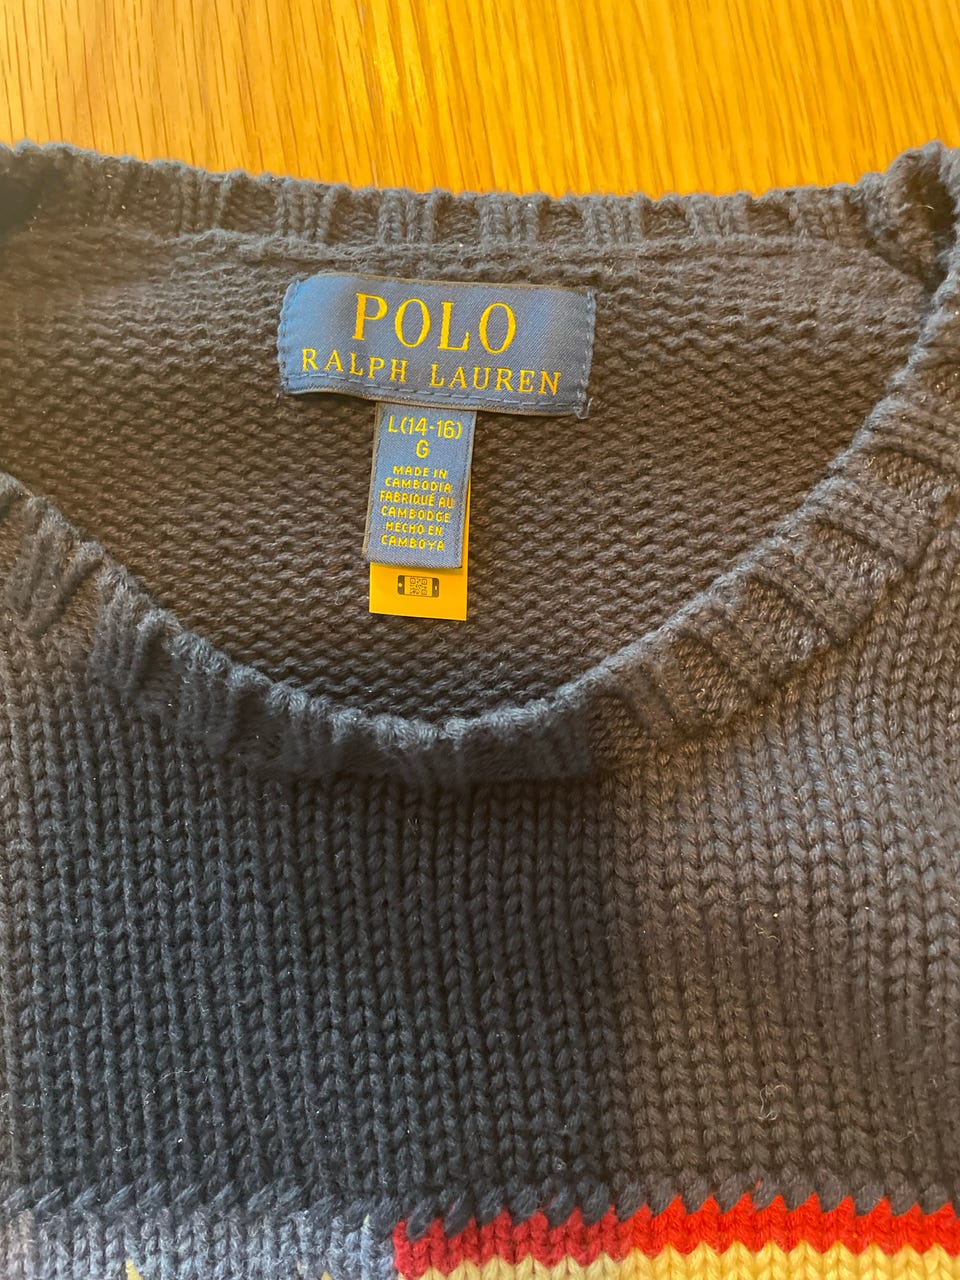 POLO
RALPH LAUREN
L(14-16)
G
MADE IN
CAMBODIA
FABRIQUÉ AU
CAMBODGE
HECHO EN
CAMBOYA